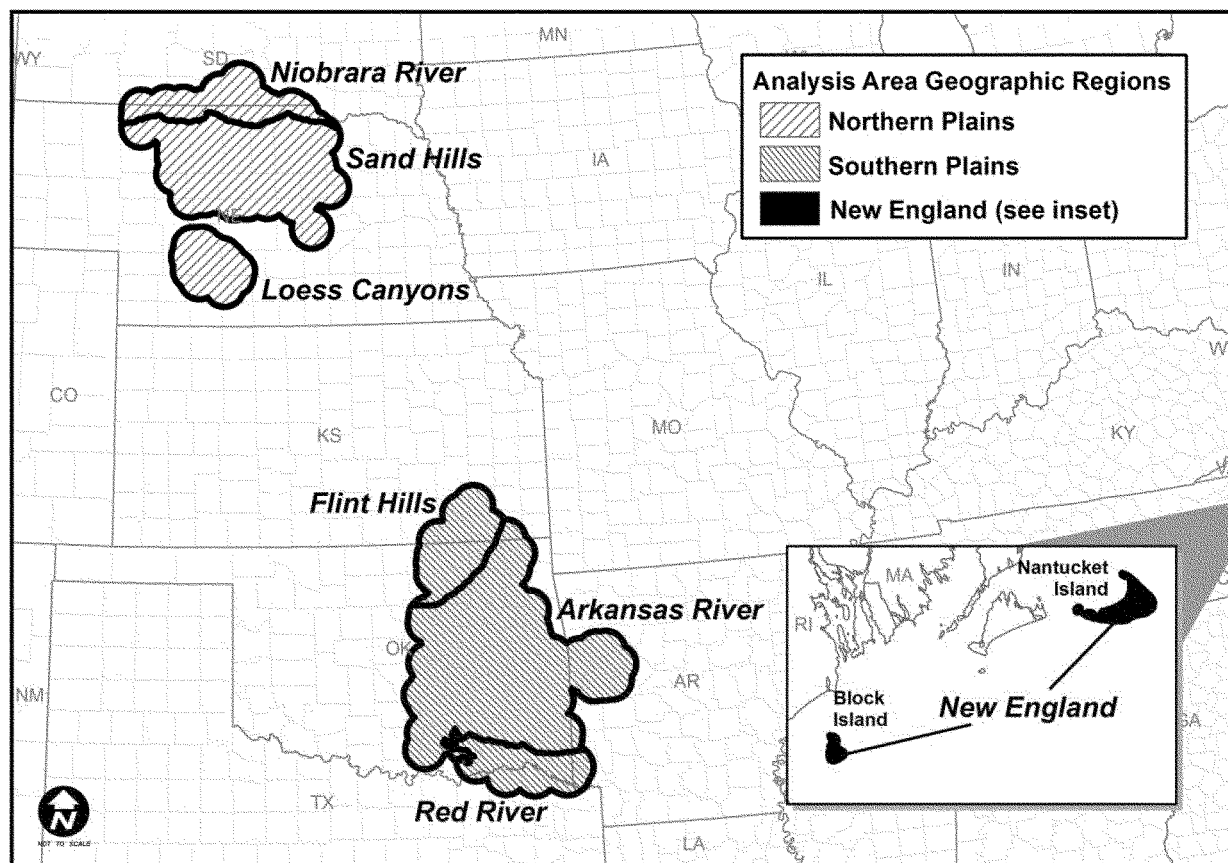 WY
SD
MN
Niobrara River
Analysis Area Geographic Regions
Northern Plains
Southern Plains
New England (see inset)
IA
Sand Hills
NE
Loess Canyons
IL
IN
CO
KS
MO
KY
Flint Hills
Arkansas River
OK
AR
NM
Red River
TX
LA
MA
Nantucket
Island
RI
Block
Island
New England
N
NOT TO SCALE